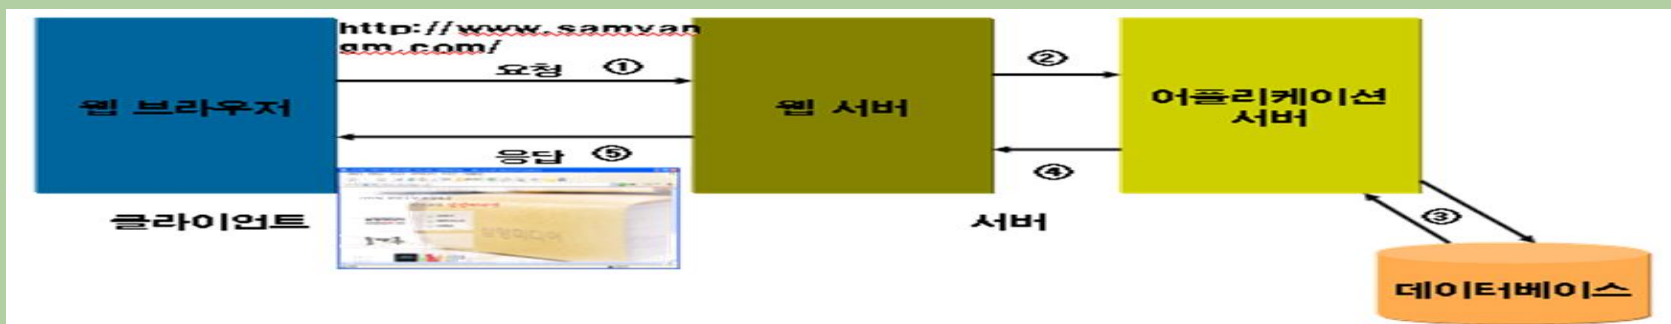 http://www.samyan
am.com/
요청 ①
웹 브라우저
웹 서버
②
어플리케이션
서버
응답 ⑤
④
클라이언트
서버
③
데이터베이스